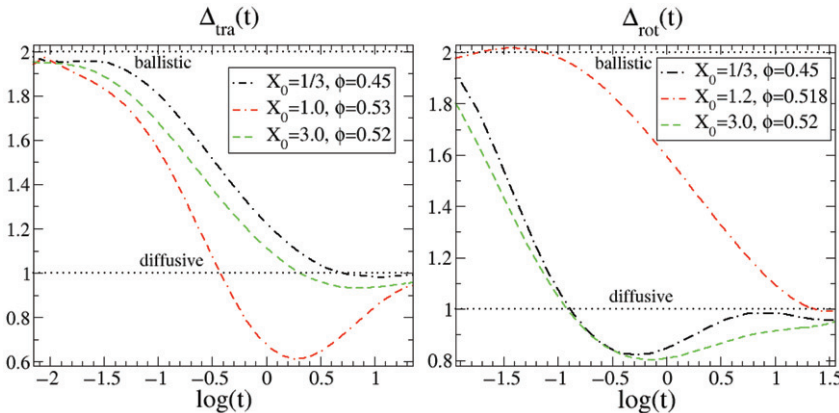 Δtra(t)
2
1.8
1.6
1.4
1.2
1
0.8
0.6
ballistic
X0=1/3, ϕ=0.45
X0=1.0, ϕ=0.53
X0=3.0, ϕ=0.52
diffusive
−2 −1.5 −1 −0.5 0 0.5 1
log(t)
Δrot(t)
2
1.8
1.6
1.4
1.2
1
0.8
ballistic
X0=1/3, ϕ=0.45
X0=1.2, ϕ=0.518
X0=3.0, ϕ=0.52
diffusive
−1.5 −1 −0.5 0 0.5 1 1.5
log(t)